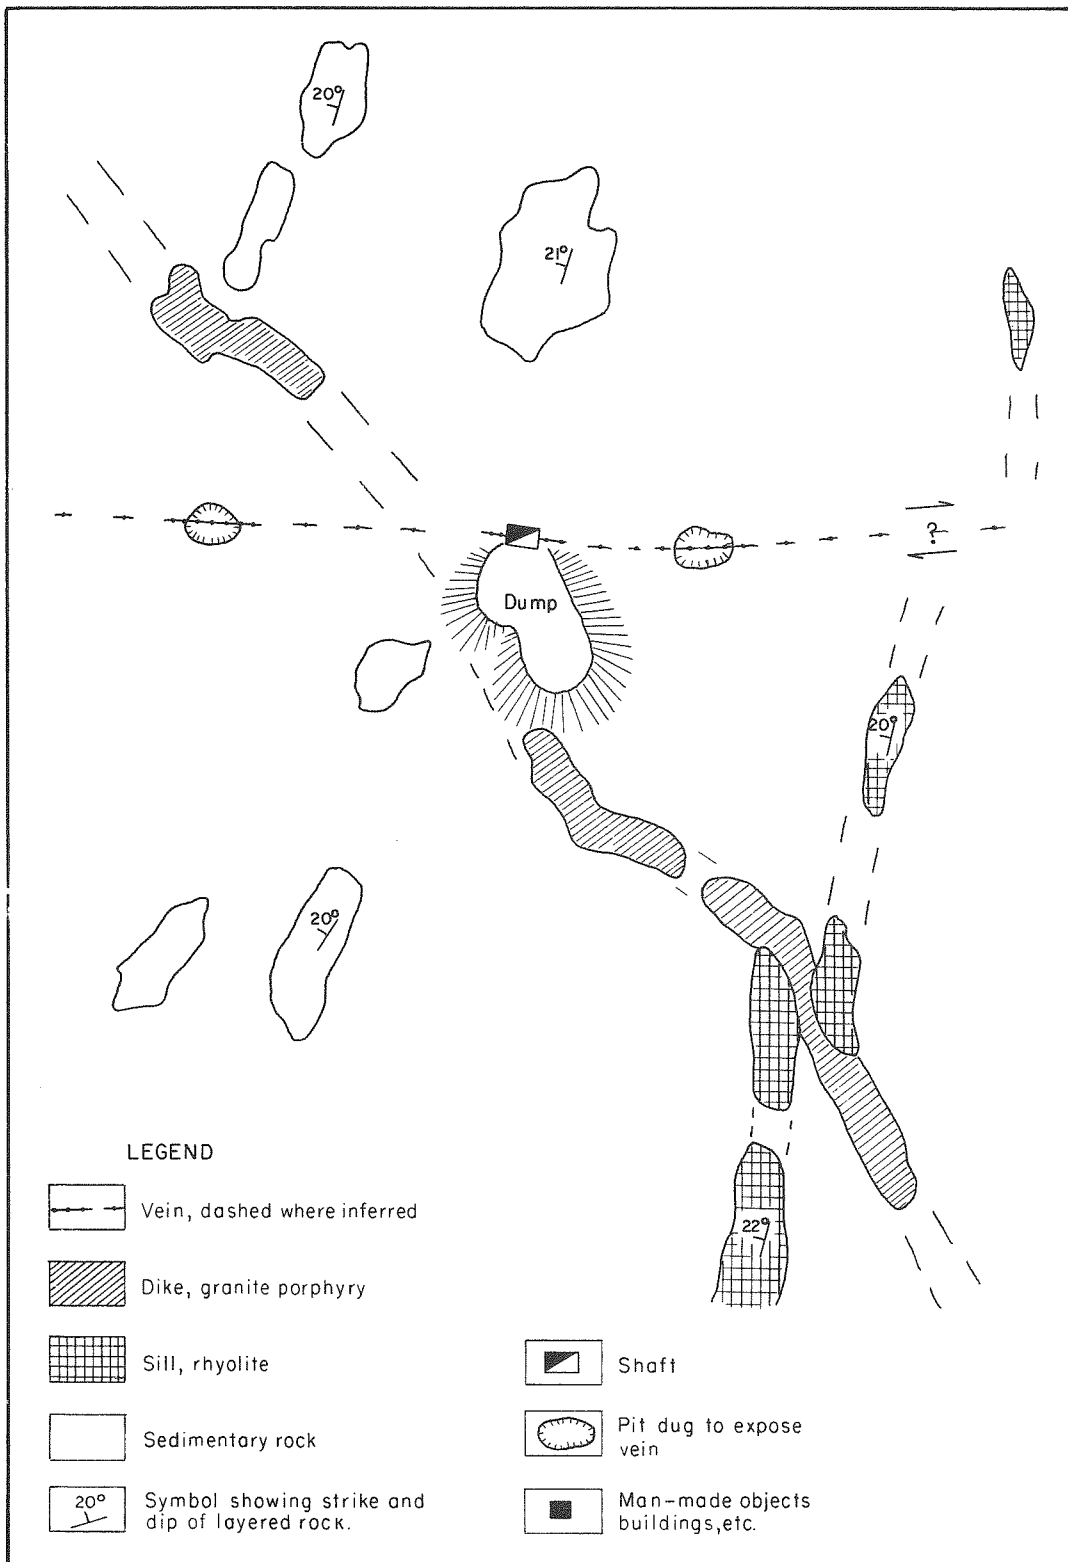 20°
21°
?
Dump
20°
20°
22°
LEGEND
Vein, dashed where inferred
Dike, granite porphyry
Sill, rhyolite
Sedimentary rock
20°
Symbol showing strike and
dip of layered rock.
Shaft
Pit dug to expose
vein
Man-made objects
buildings, etc.